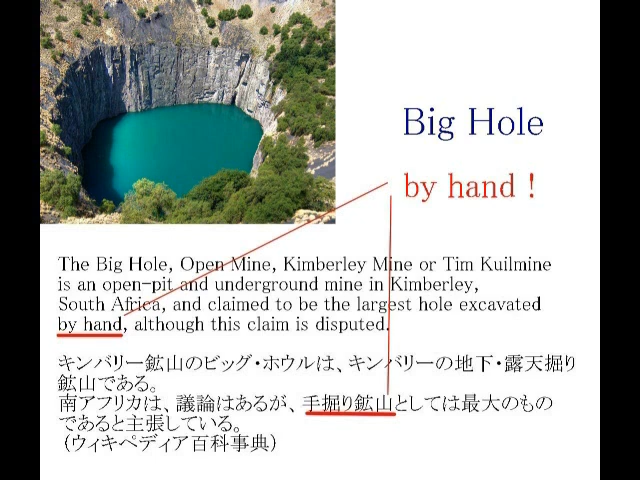 Big Hole
by hand !
The Big Hole, Open Mine, Kimberley Mine or Tim Kuilmine
is an open-pit and underground mine in Kimberley,
South Africa, and claimed to be the largest hole excavated
by hand, although this claim is disputed.
キンバリー鉱山のビッグ・ホウルは、キンバリーの地下・露天掘り
鉱山である。
南アフリカは、議論はあるが、手掘り鉱山としては最大のもの
であると主張している。
（ウィキペディア百科事典）